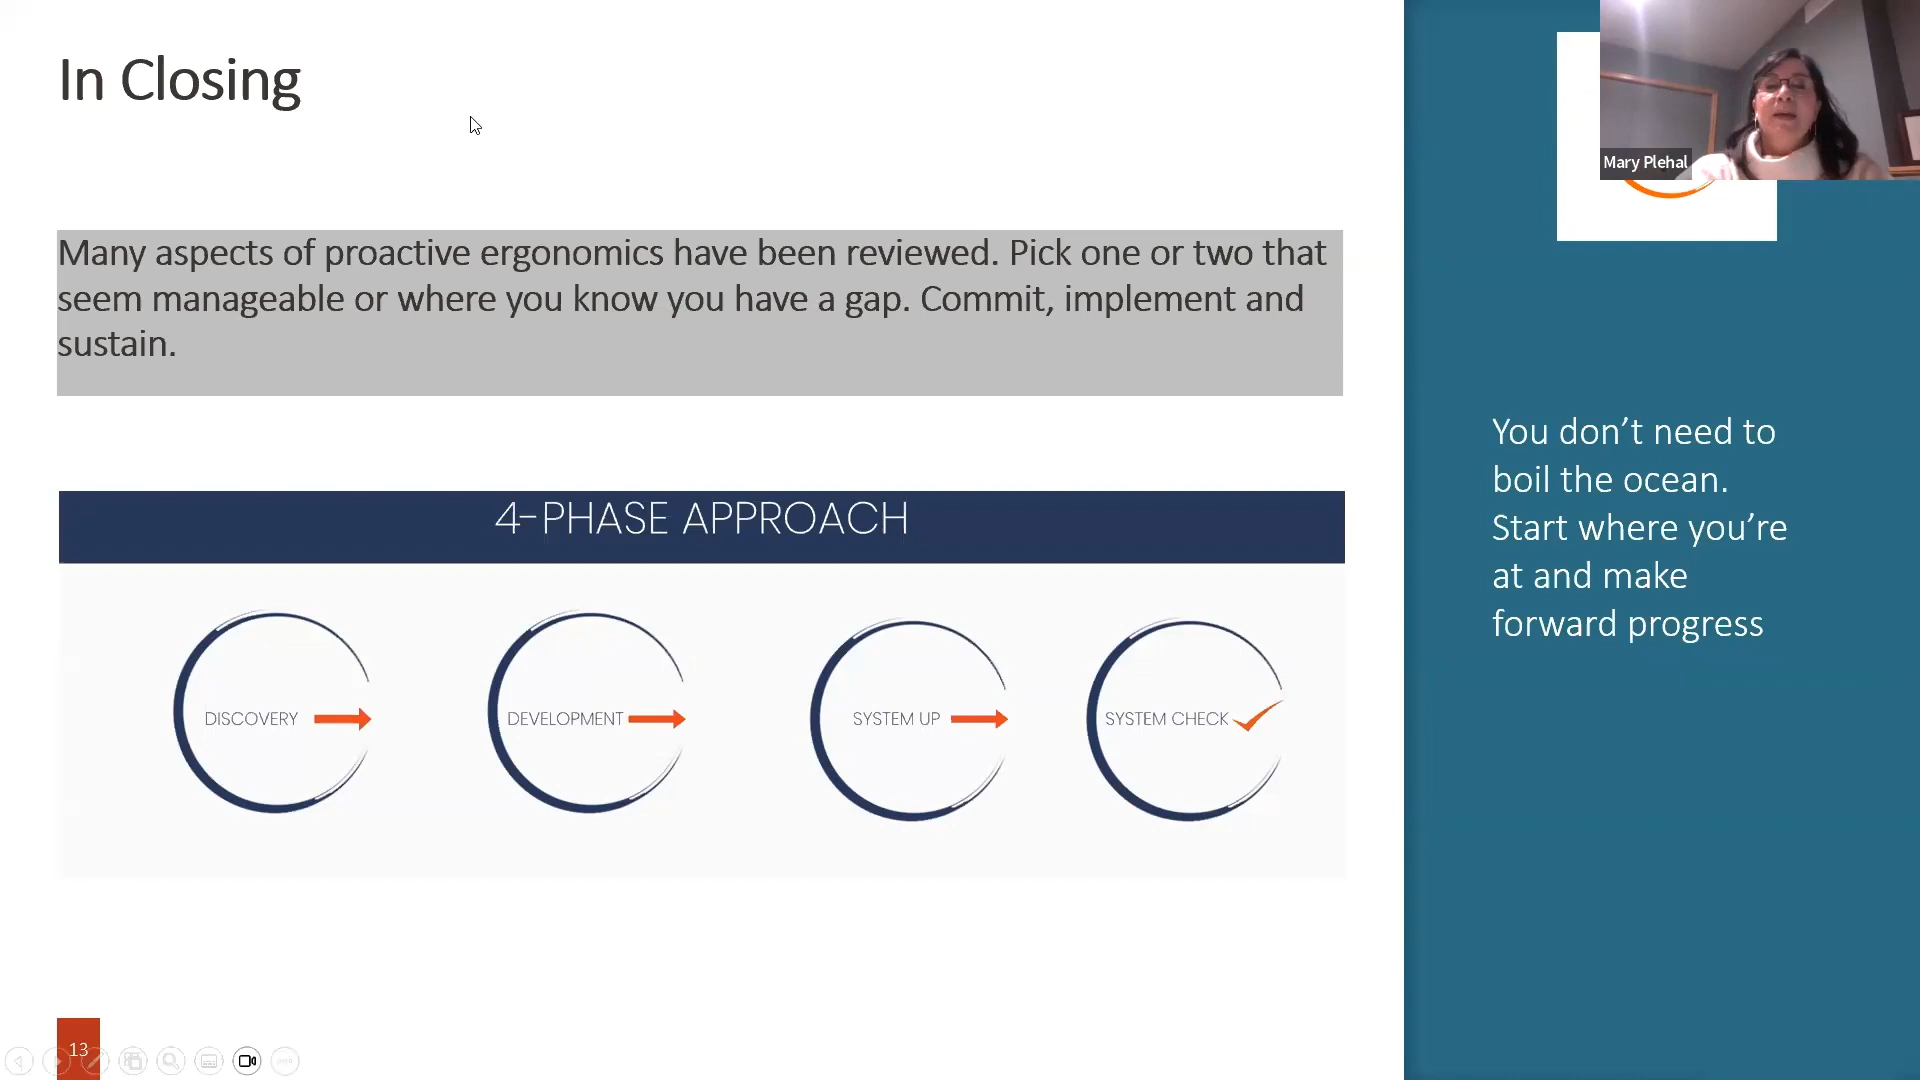 In Closing
Mary Plehal
Many aspects of proactive ergonomics have been reviewed. Pick one or two that
seem manageable or where you know you have a gap. Commit, implement and
sustain.
You don’t need to
boil the ocean.
Start where you’re
at and make
forward progress
4-PHASE APPROACH
DISCOVERY
DEVELOPMENT
SYSTEM UP
SYSTEM CHECK
13